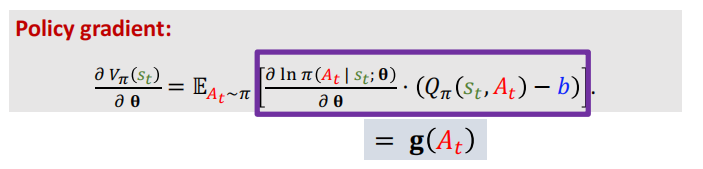 Policy gradient:
∂ V_π(s_t) / ∂ θ = 𝔼_{A_t∼π} [ ∂ ln π(A_t | s_t; θ) / ∂ θ · (Q_π(s_t, A_t) − b) ].
= g(A_t)